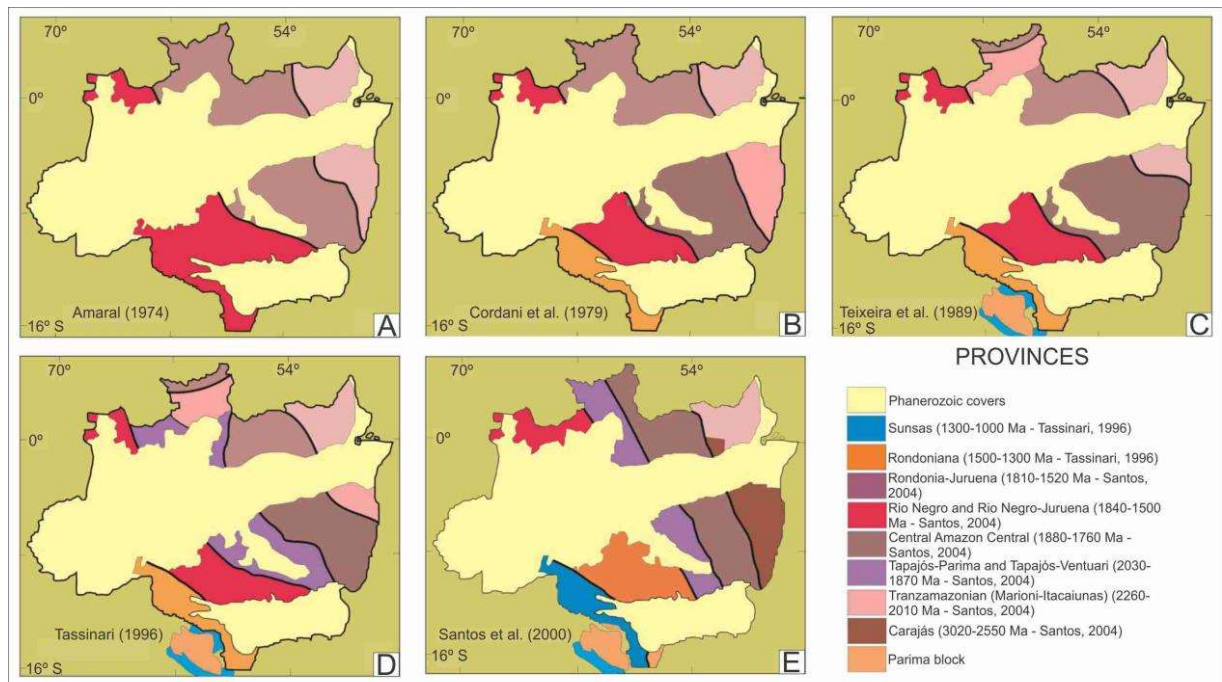 70º 54º
0º
Amaral (1974)
16º S
A
70º 54º
0º
Cordani et al. (1979)
16º S
B
70º 54º
0º
Teixeira et al. (1989)
16º S
C
70º 54º
0º
Tassinari (1996)
16º S
D
70º 54º
0º
Santos et al. (2000)
16º S
E
PROVINCES
Phanerozoic covers
Sunsas (1300-1000 Ma - Tassinari, 1996)
Rondoniana (1500-1300 Ma - Tassinari, 1996)
Rondonia-Juruena (1810-1520 Ma - Santos,
2004)
Rio Negro and Rio Negro-Juruena (1840-1500
Ma - Santos, 2004)
Central Amazon Central (1880-1760 Ma -
Santos, 2004)
Tapajós-Parima and Tapajós-Ventuari (2030-
1870 Ma - Santos, 2004)
Tranzamazonian (Marioni-Itacaiunas) (2260-
2010 Ma - Santos, 2004)
Carajás (3020-2550 Ma - Santos, 2004)
Parima block